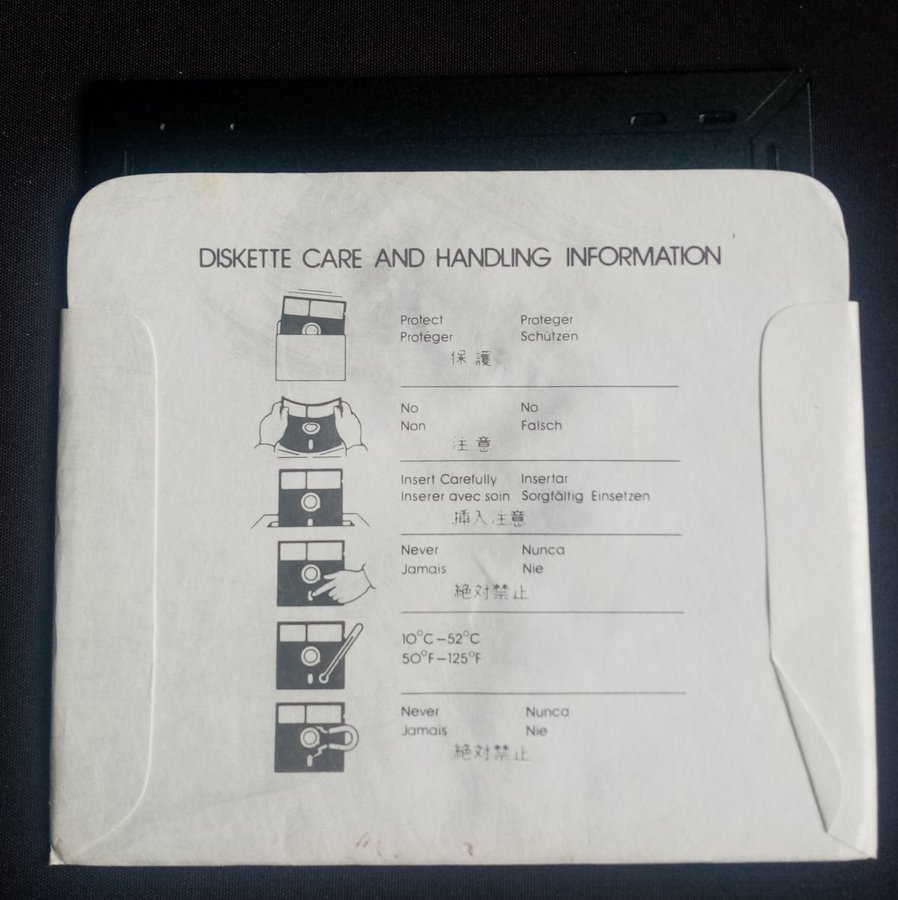 DISKETTE CARE AND HANDLING INFORMATION
Protect Proteger
Protéger Schützen
保護
No No
Non Falsch
注意
Insert Carefully Insertar
Inserer avec soin Sorgfältig Einsetzen
挿入注意
Never Nunca
Jamais Nie
絶対禁止
10°C–52°C
50°F–125°F
Never Nunca
Jamais Nie
絶対禁止